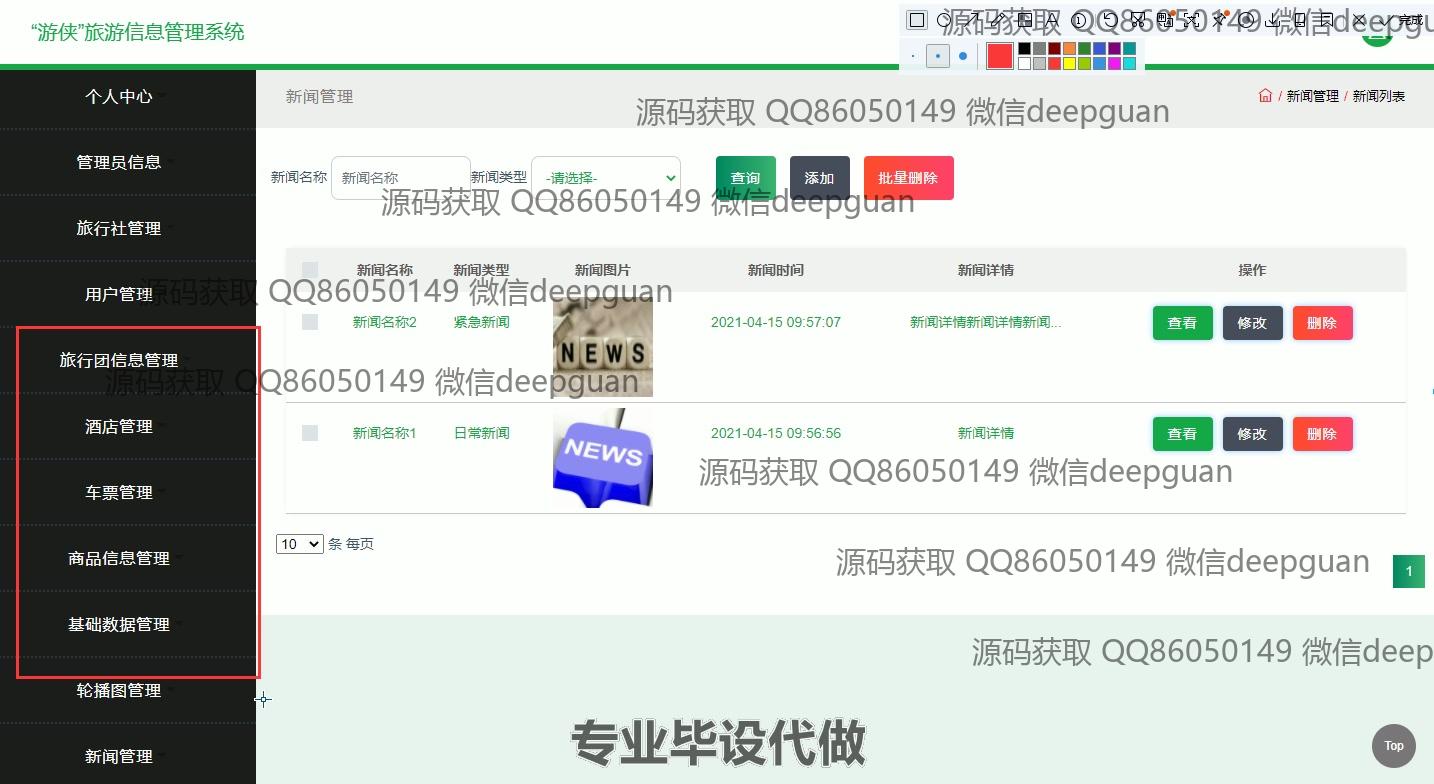 “游侠”旅游信息管理系统
完成
源码获取 QQ86050149 微信deepgu
个人中心
管理员信息
旅行社管理
用户管理
旅行团信息管理
酒店管理
车票管理
商品信息管理
基础数据管理
轮播图管理
新闻管理
新闻管理
/ 新闻管理 / 新闻列表
源码获取 QQ86050149 微信deepguan
新闻名称 新闻名称 新闻类型 -请选择- 查询 添加 批量删除
源码获取 QQ86050149 微信deepguan
新闻名称 新闻类型 新闻图片 新闻时间 新闻详情 操作
源码获取 QQ86050149 微信deepguan
新闻名称2 紧急新闻 2021-04-15 09:57:07 新闻详情新闻详情新闻... 查看 修改 删除
NEWS
源码获取 QQ86050149 微信deepguan
新闻名称1 日常新闻 2021-04-15 09:56:56 新闻详情 查看 修改 删除
NEWS
源码获取 QQ86050149 微信deepguan
10 条 每页
源码获取 QQ86050149 微信deepguan
1
源码获取 QQ86050149 微信deep
专业毕设代做
Top